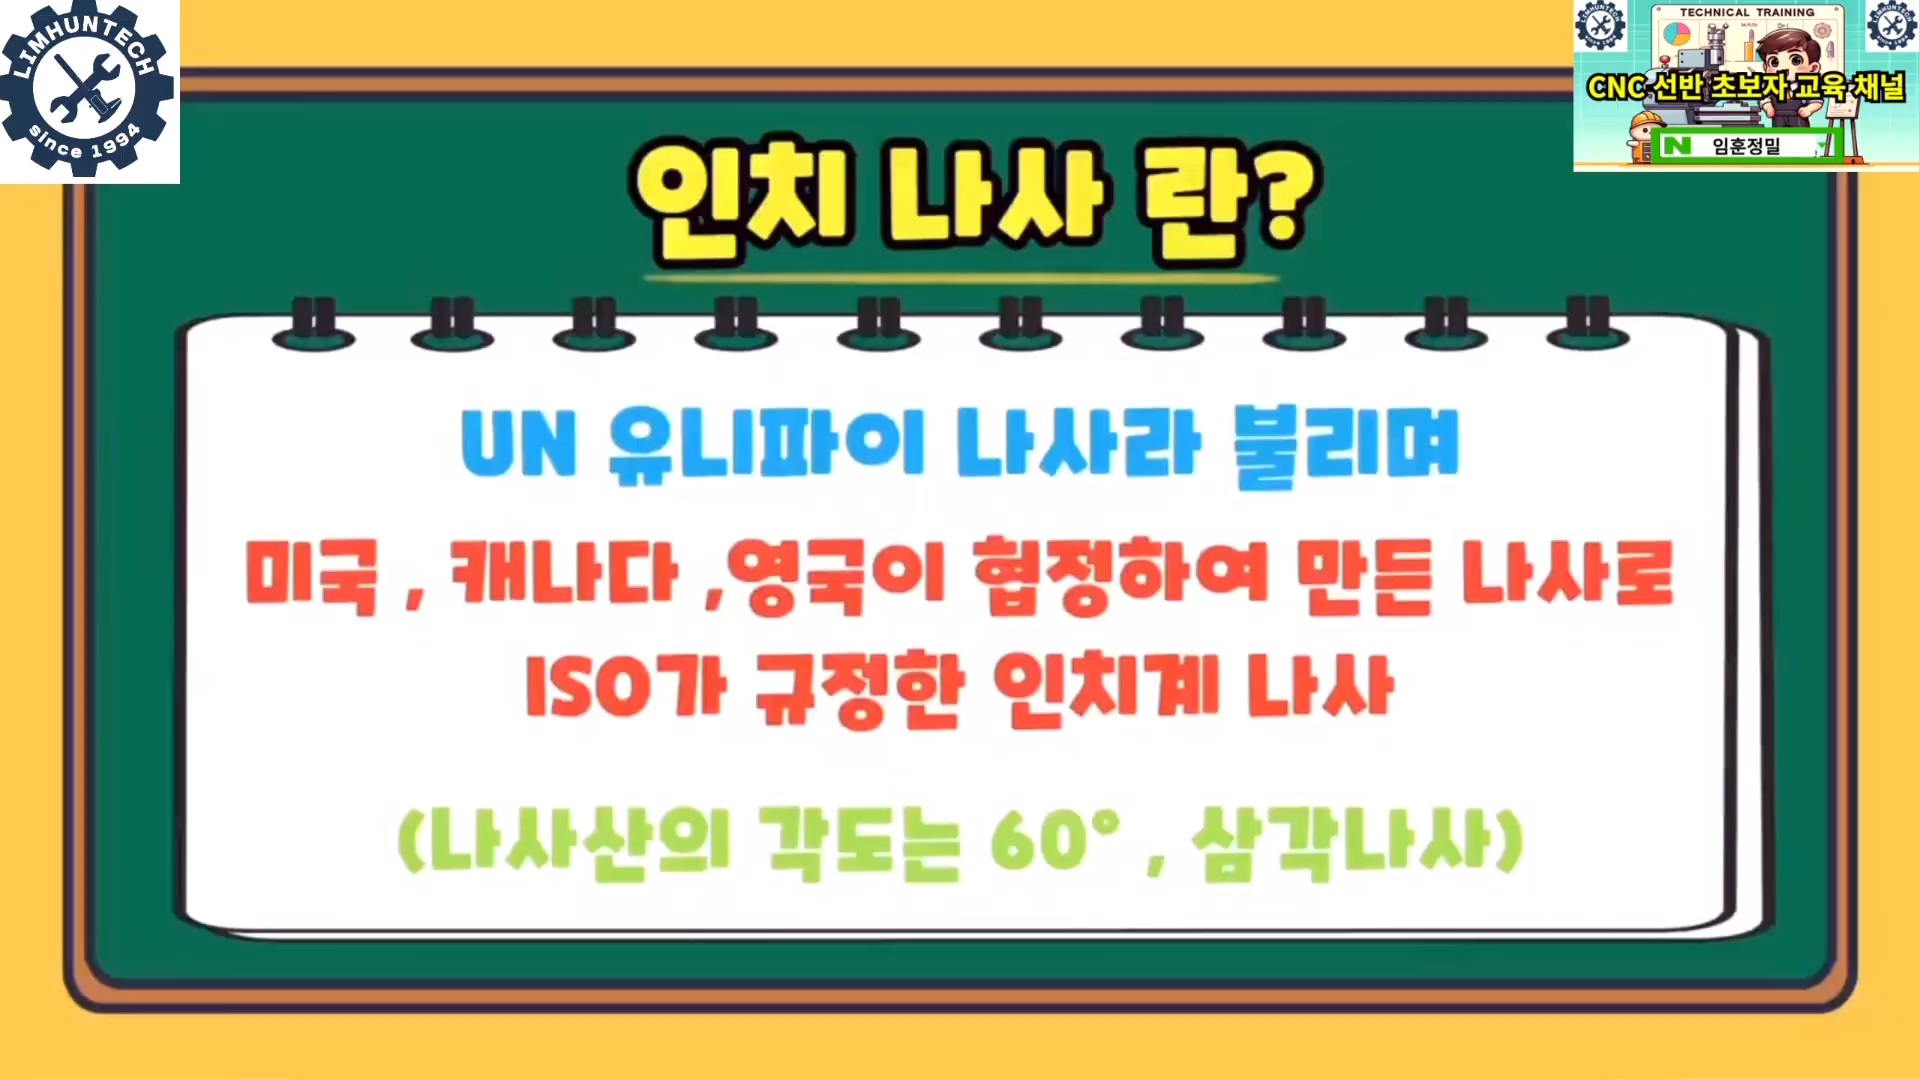 LIMHUNTECH
since 1994
TECHNICAL TRAINING
CNC 선반 초보자 교육 채널
N 임훈정밀
인치 나사 란?
UN 유니파이 나사라 불리며
미국 , 캐나다 ,영국이 협정하여 만든 나사로
ISO가 규정한 인치계 나사
(나사산의 각도는 60° , 삼각나사)